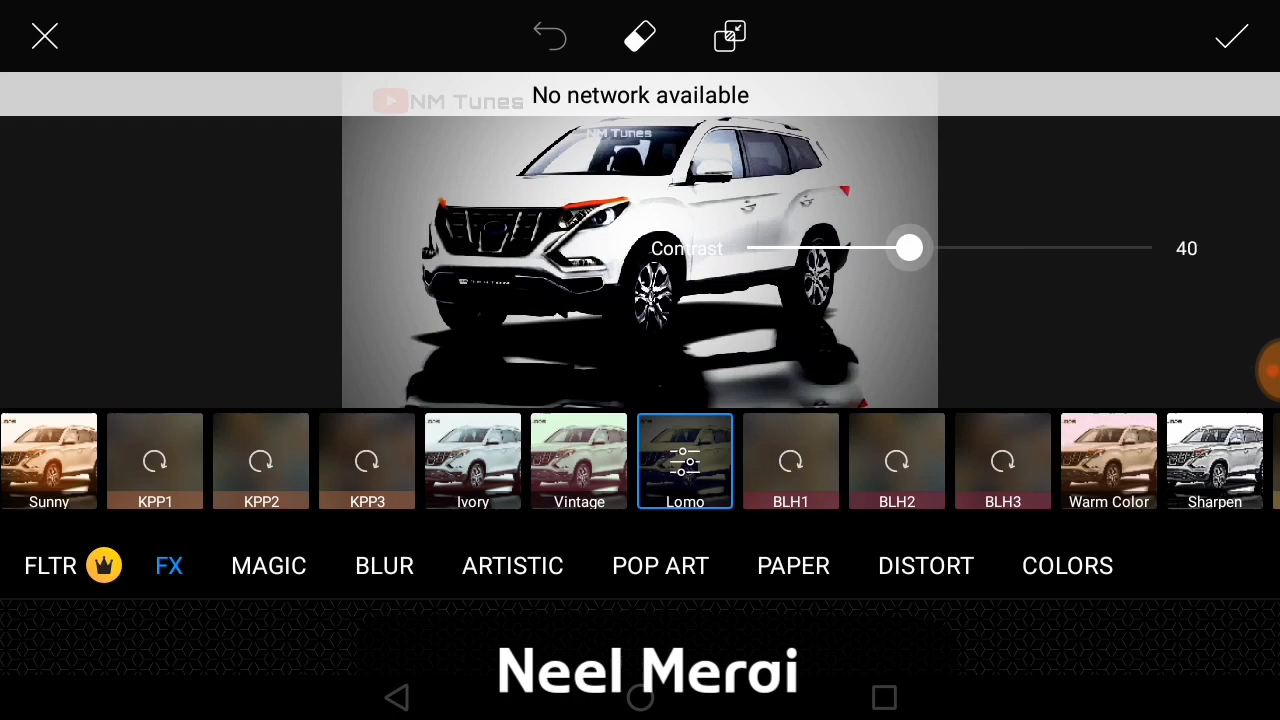 NM Tunes
No network available
NM Tunes
Contrast
40
Sunny
KPP1
KPP2
KPP3
Ivory
Vintage
Lomo
BLH1
BLH2
BLH3
Warm Color
Sharpen
FLTR
FX
MAGIC
BLUR
ARTISTIC
POP ART
PAPER
DISTORT
COLORS
Neel Merai